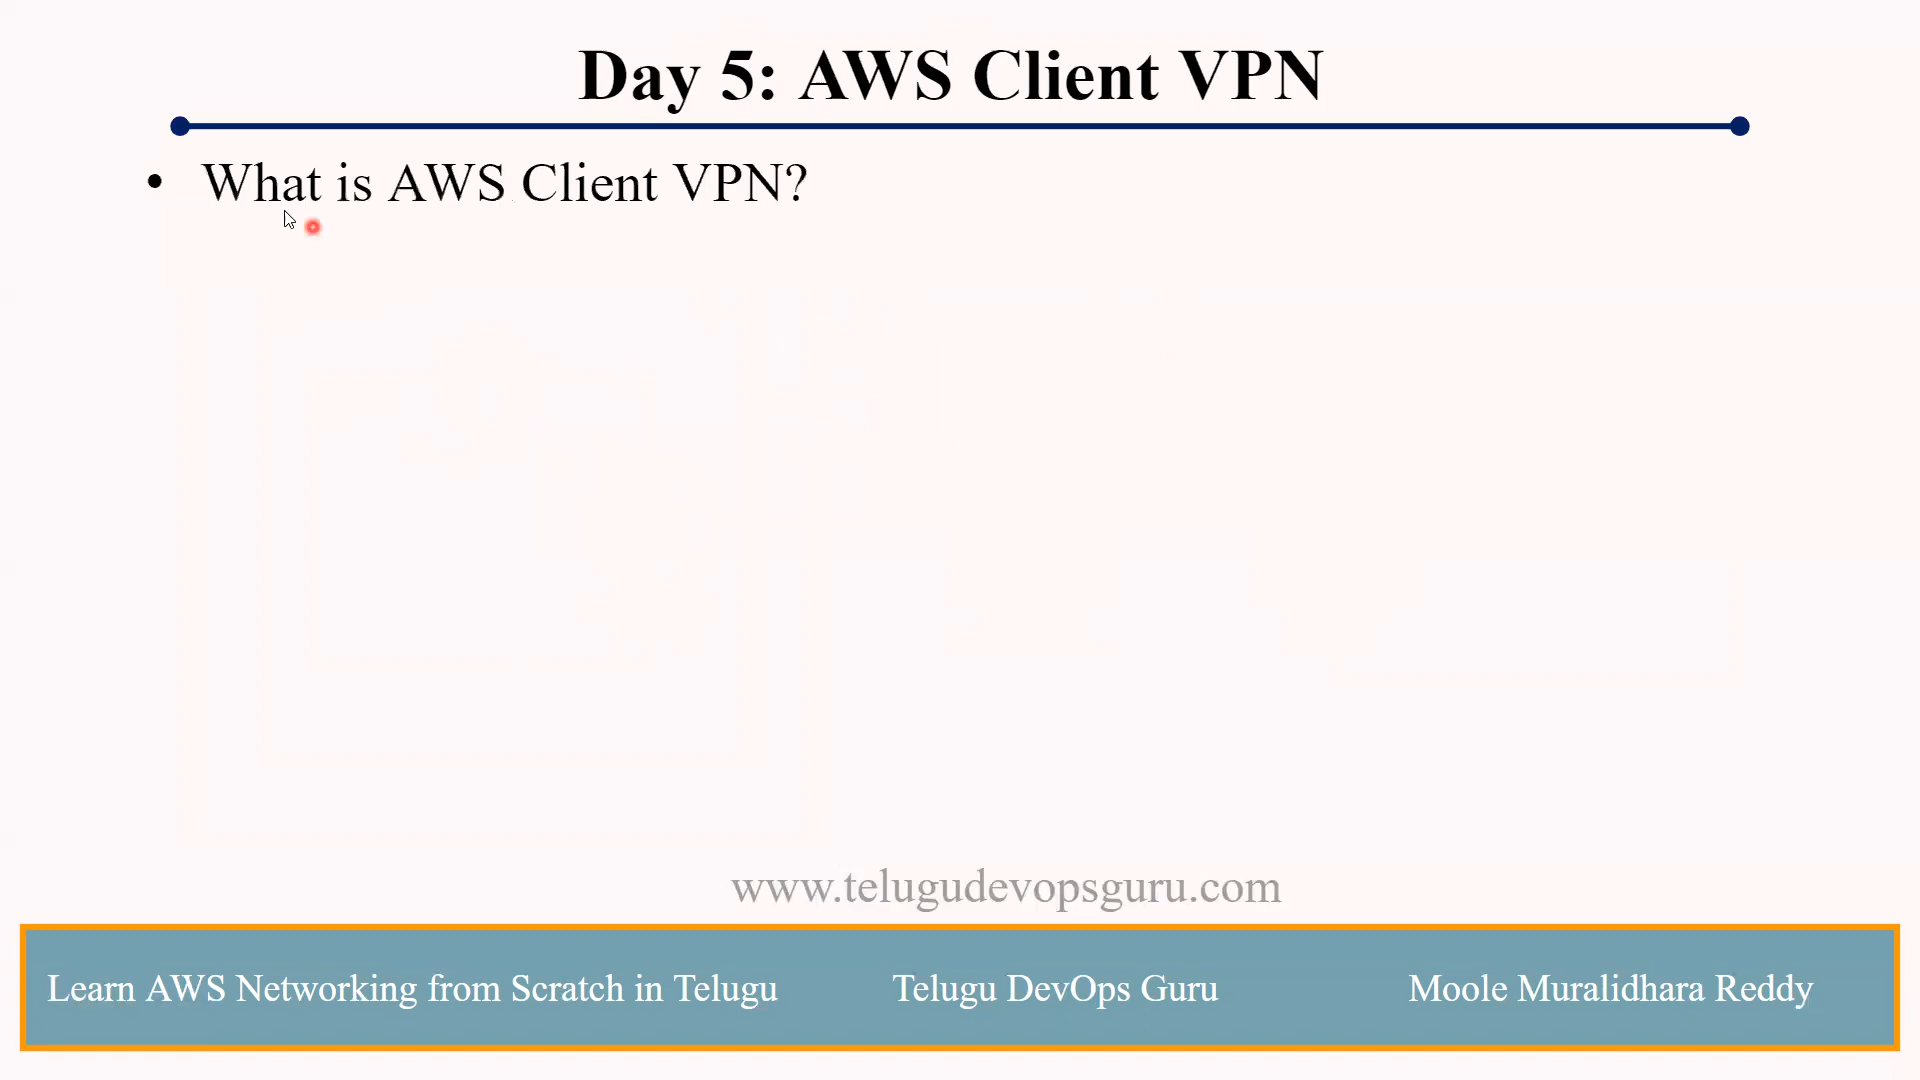 Day 5: AWS Client VPN
• What is AWS Client VPN?
www.telugudevopsguru.com
Learn AWS Networking from Scratch in Telugu Telugu DevOps Guru Moole Muralidhara Reddy